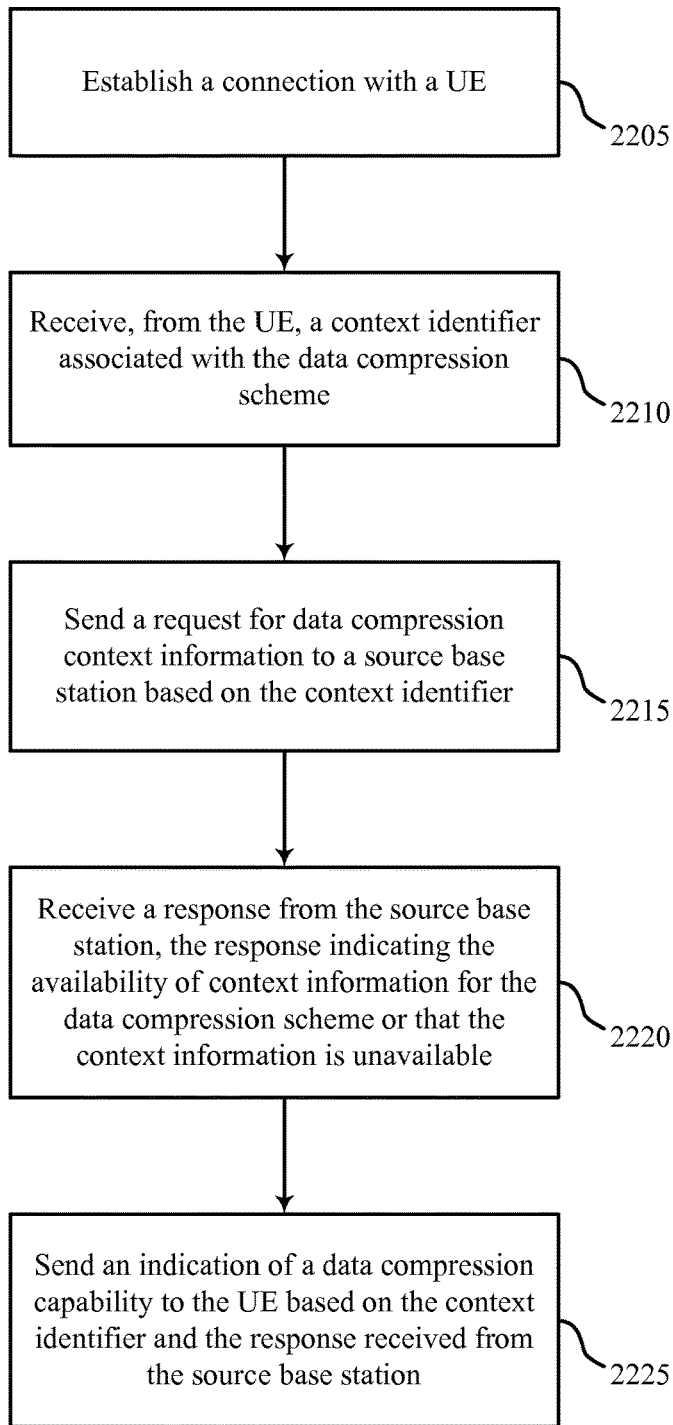 Establish a connection with a UE
2205
Receive, from the UE, a context identifier
associated with the data compression
scheme
2210
Send a request for data compression
context information to a source base
station based on the context identifier
2215
Receive a response from the source base
station, the response indicating the
availability of context information for the
data compression scheme or that the
context information is unavailable
2220
Send an indication of a data compression
capability to the UE based on the context
identifier and the response received from
the source base station
2225